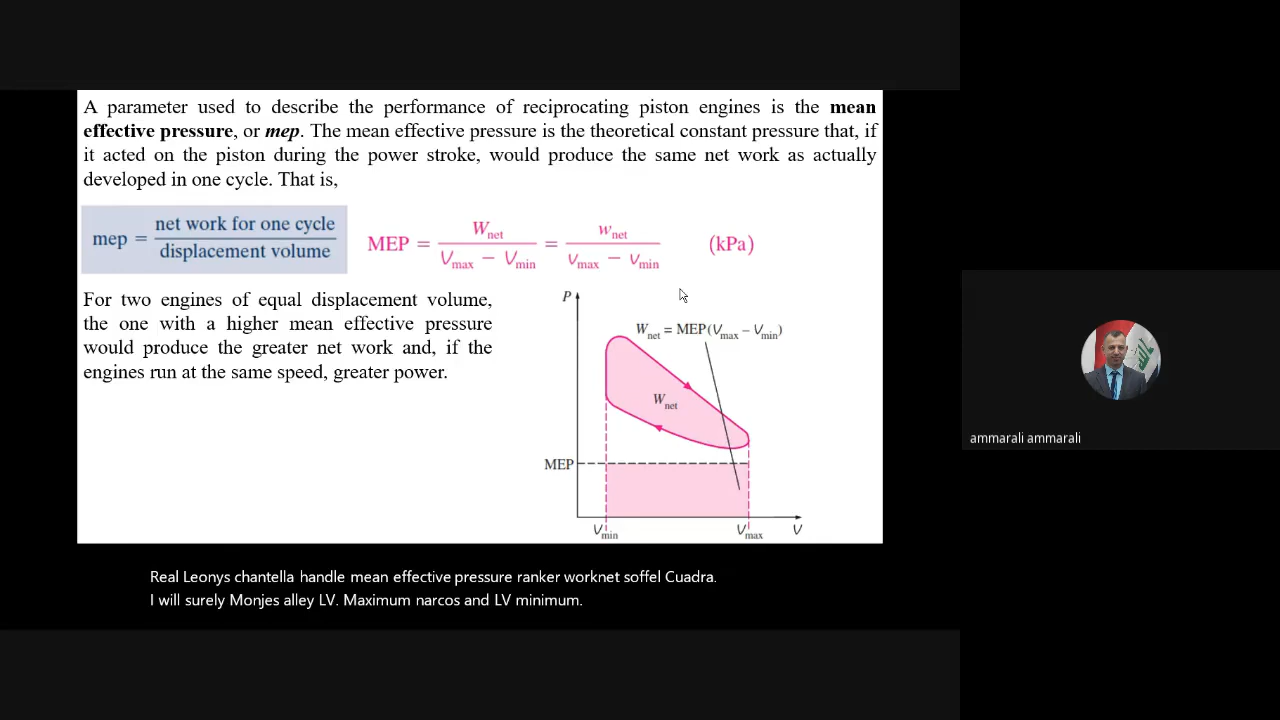 A parameter used to describe the performance of reciprocating piston engines is the mean
effective pressure, or mep. The mean effective pressure is the theoretical constant pressure that, if
it acted on the piston during the power stroke, would produce the same net work as actually
developed in one cycle. That is,
mep = net work for one cycle / displacement volume
MEP = Wnet / (Vmax − Vmin) = wnet / (vmax − vmin) (kPa)
For two engines of equal displacement volume,
the one with a higher mean effective pressure
would produce the greater net work and, if the
engines run at the same speed, greater power.
P
Wnet = MEP(Vmax − Vmin)
Wnet
MEP
Vmin
Vmax
V
ammarali ammarali
Real Leonys chantella handle mean effective pressure ranker worknet soffel Cuadra.
I will surely Monjes alley LV. Maximum narcos and LV minimum.